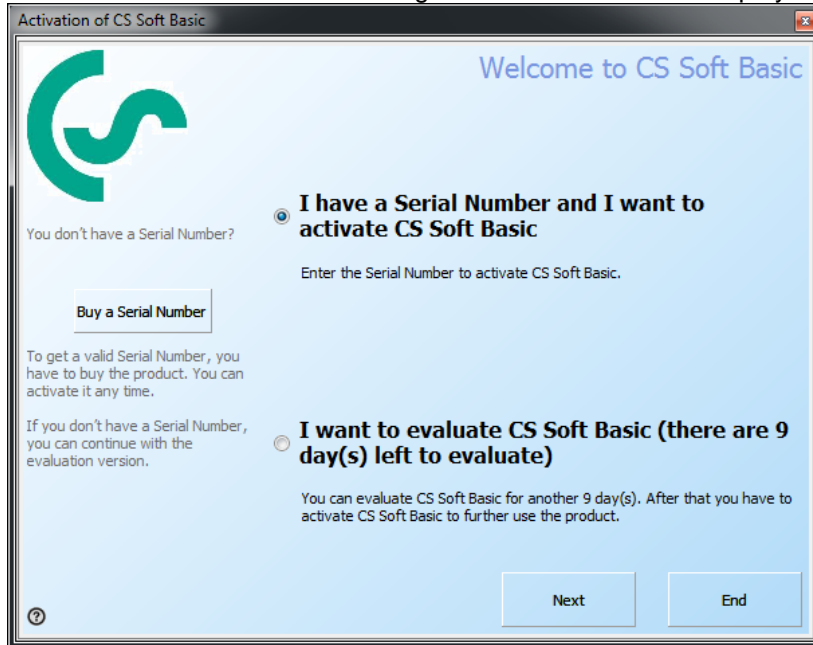 Activation of CS Soft Basic
Welcome to CS Soft Basic
You don't have a Serial Number?
Buy a Serial Number
To get a valid Serial Number, you
have to buy the product. You can
activate it any time.
If you don't have a Serial Number,
you can continue with the
evaluation version.
I have a Serial Number and I want to
activate CS Soft Basic
Enter the Serial Number to activate CS Soft Basic.
I want to evaluate CS Soft Basic (there are 9
day(s) left to evaluate)
You can evaluate CS Soft Basic for another 9 day(s). After that you have to
activate CS Soft Basic to further use the product.
Next
End